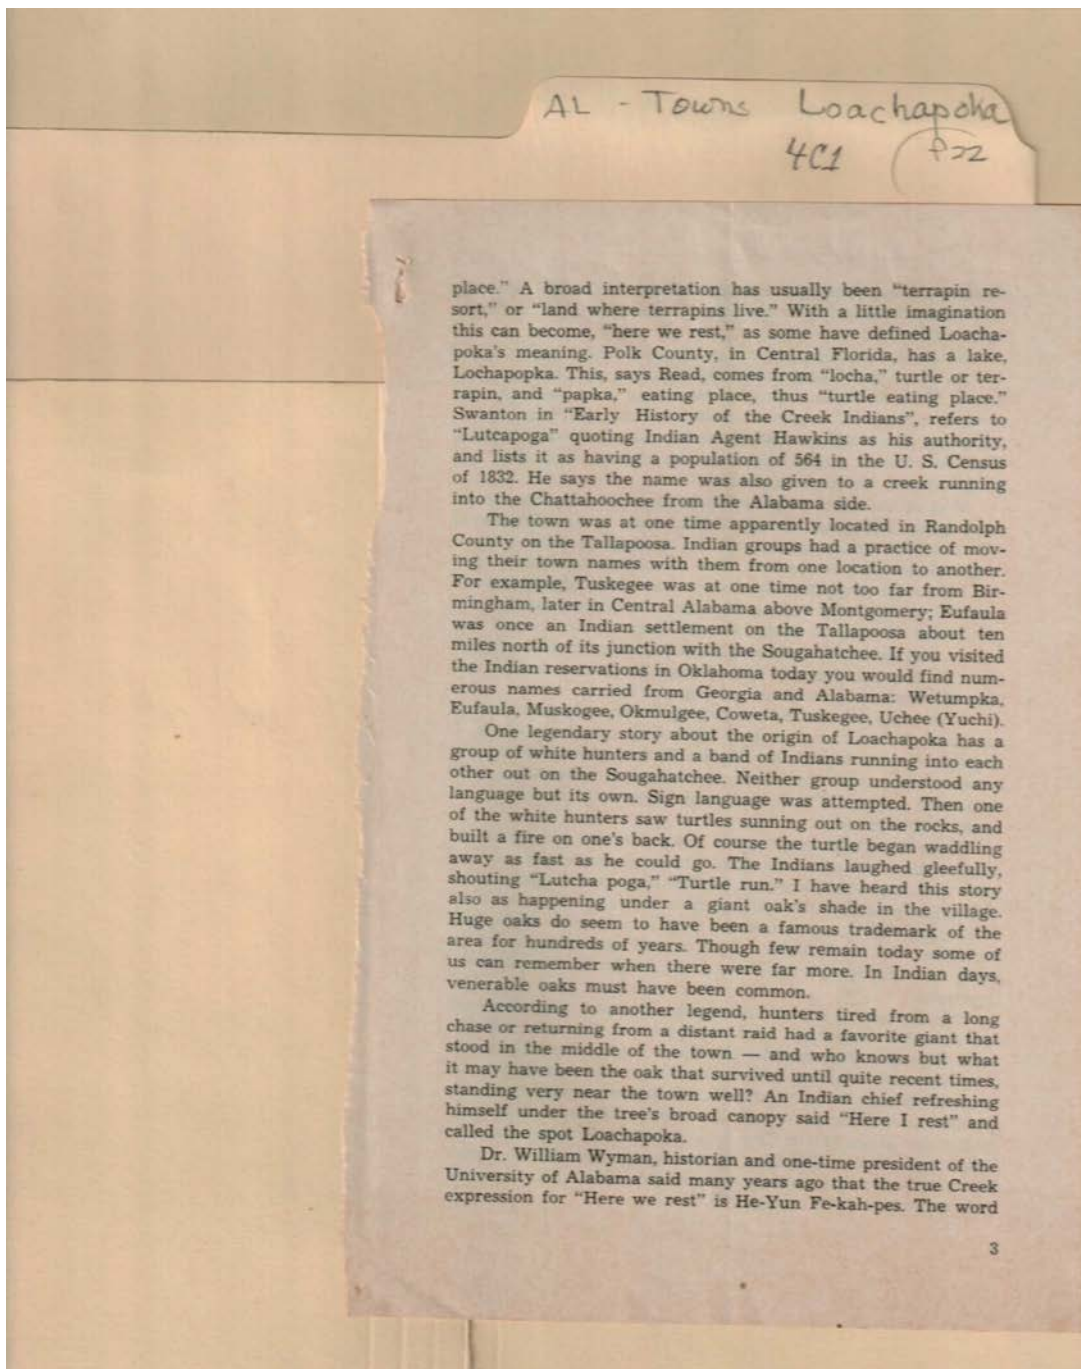 AL - Towns Loachapoka
4C1 P22
place." A broad interpretation has usually been "terrapin re-
sort," or "land where terrapins live." With a little imagination
this can become, "here we rest," as some have defined Loacha-
poka's meaning. Polk County, in Central Florida, has a lake,
Lochapopka. This, says Read, comes from "locha," turtle or ter-
rapin, and "papka," eating place, thus "turtle eating place."
Swanton in "Early History of the Creek Indians", refers to
"Lutcapoga" quoting Indian Agent Hawkins as his authority,
and lists it as having a population of 564 in the U. S. Census
of 1832. He says the name was also given to a creek running
into the Chattahoochee from the Alabama side.
The town was at one time apparently located in Randolph
County on the Tallapoosa. Indian groups had a practice of mov-
ing their town names with them from one location to another.
For example, Tuskegee was at one time not too far from Bir-
mingham, later in Central Alabama above Montgomery; Eufaula
was once an Indian settlement on the Tallapoosa about ten
miles north of its junction with the Sougahatchee. If you visited
the Indian reservations in Oklahoma today you would find num-
erous names carried from Georgia and Alabama: Wetumpka,
Eufaula, Muskogee, Okmulgee, Coweta, Tuskegee, Uchee (Yuchi).
One legendary story about the origin of Loachapoka has a
group of white hunters and a band of Indians running into each
other out on the Sougahatchee. Neither group understood any
language but its own. Sign language was attempted. Then one
of the white hunters saw turtles sunning out on the rocks, and
built a fire on one's back. Of course the turtle began waddling
away as fast as he could go. The Indians laughed gleefully,
shouting "Lutcha poga," "Turtle run." I have heard this story
also as happening under a giant oak's shade in the village.
Huge oaks do seem to have been a famous trademark of the
area for hundreds of years. Though few remain today some of
us can remember when there were far more. In Indian days,
venerable oaks must have been common.
According to another legend, hunters tired from a long
chase or returning from a distant raid had a favorite giant that
stood in the middle of the town — and who knows but what
it may have been the oak that survived until quite recent times,
standing very near the town well? An Indian chief refreshing
himself under the tree's broad canopy said "Here I rest" and
called the spot Loachapoka.
Dr. William Wyman, historian and one-time president of the
University of Alabama said many years ago that the true Creek
expression for "Here we rest" is He-Yun Fe-kah-pes. The word
3